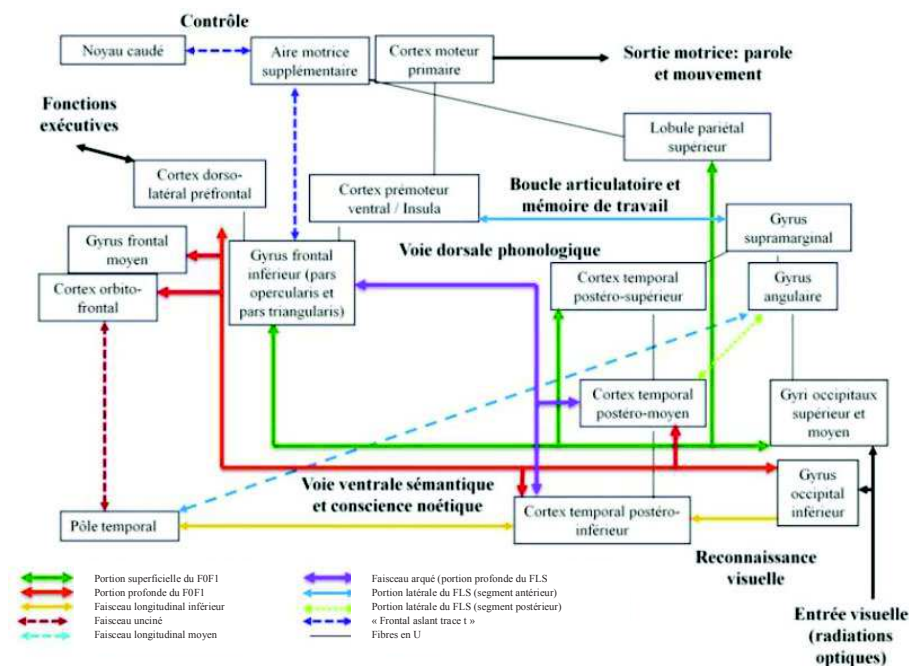 Contrôle
Noyau caudé
Aire motrice
supplémentaire
Cortex moteur
primaire
Sortie motrice: parole
et mouvement
Fonctions
exécutives
Lobule pariétal
supérieur
Cortex dorso-
latéral préfrontal
Cortex prémoteur
ventral / Insula
Boucle articulatoire et
mémoire de travail
Gyrus
supramarginal
Gyrus frontal
moyen
Gyrus frontal
inférieur (pars
opercularis et
pars triangularis)
Voie dorsale phonologique
Cortex orbito-
frontal
Cortex temporal
postéro-supérieur
Gyrus
angulaire
Cortex temporal
postéro-moyen
Gyri occipitaux
supérieur et
moyen
Voie ventrale sémantique
et conscience noétique
Gyrus
occipital
inférieur
Pôle temporal
Cortex temporal postéro-
inférieur
Reconnaissance
visuelle
Entrée visuelle
(radiations
optiques)
Portion superficielle du F0F1
Portion profonde du F0F1
Faisceau longitudinal inférieur
Faisceau unciné
Faisceau longitudinal moyen
Faisceau arqué (portion profonde du FLS
Portion latérale du FLS (segment antérieur)
Portion latérale du FLS (segment postérieur)
« Frontal aslant trace t »
Fibres en U